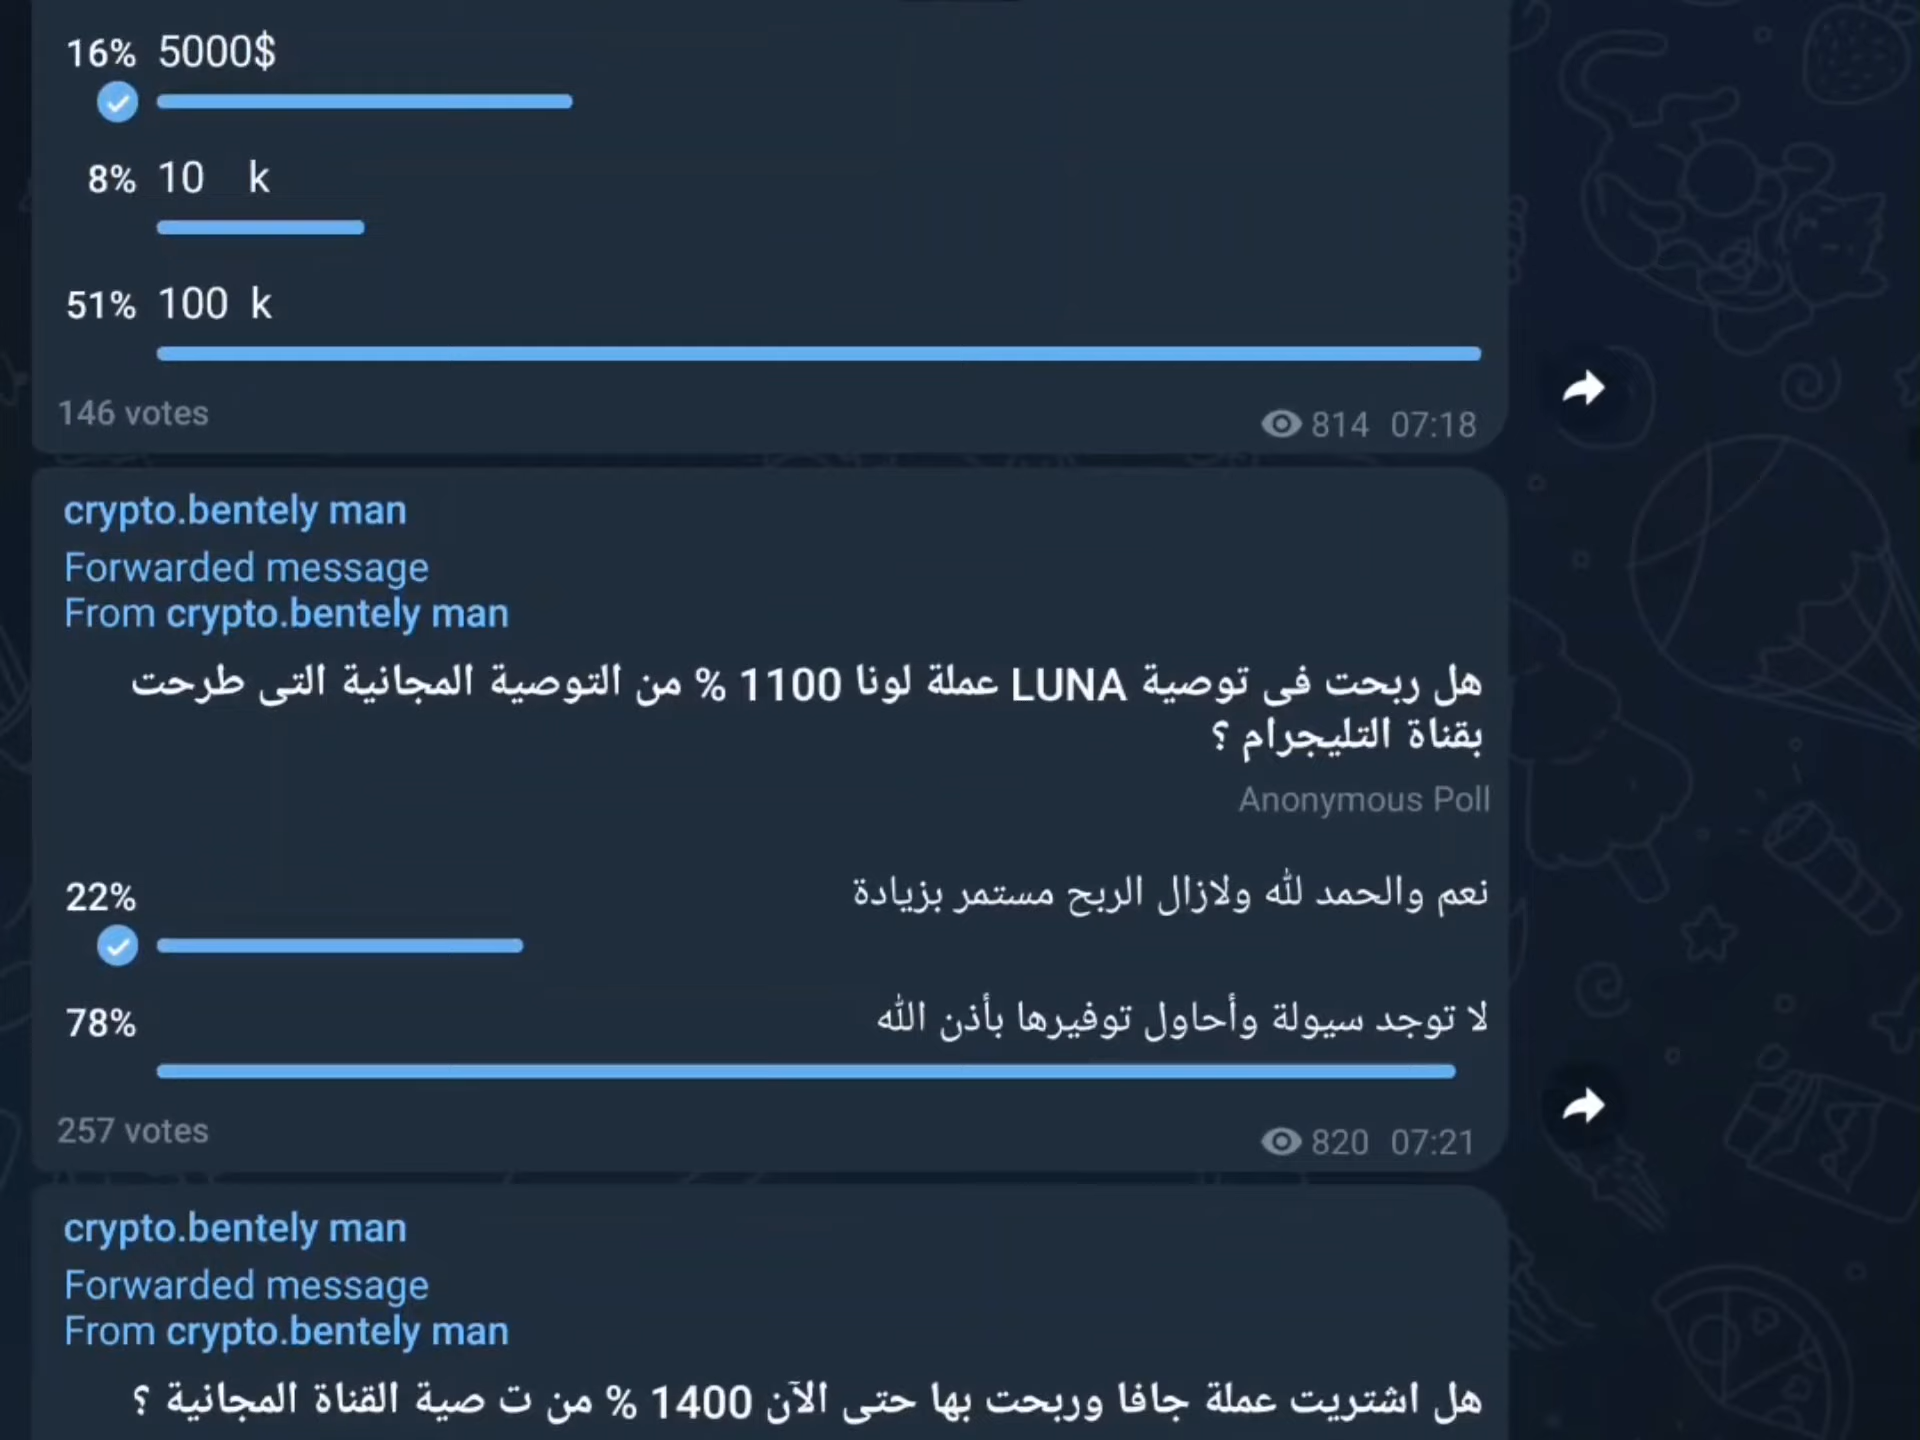 16% 5000$
8% 10 k
51% 100 k
146 votes
814 07:18
crypto.bentely man
Forwarded message
From crypto.bentely man
هل ربحت فى توصية LUNA عملة لونا 1100 % من التوصية المجانية التى طرحت
بقناة التليجرام ؟
Anonymous Poll
22% نعم والحمد لله ولازال الربح مستمر بزيادة
78% لا توجد سيولة وأحاول توفيرها بأذن الله
257 votes
820 07:21
crypto.bentely man
Forwarded message
From crypto.bentely man
هل اشتريت عملة جافا وربحت بها حتى الآن 1400 % من ت صية القناة المجانية ؟